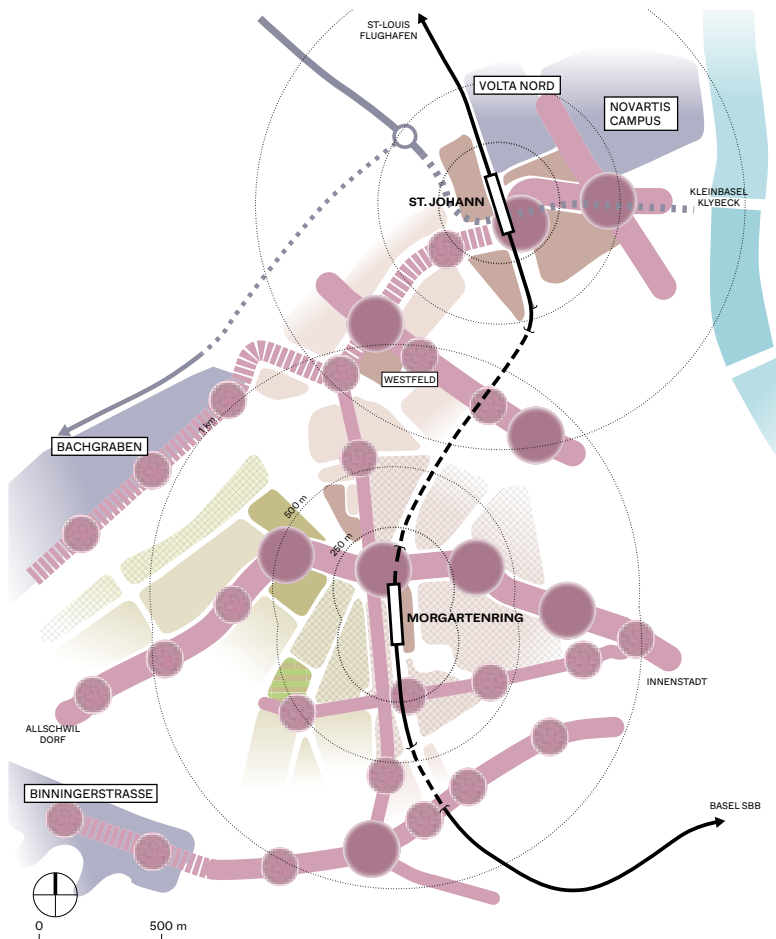 ST-LOUIS
FLUGHAFEN
VOLTA NORD
NOVARTIS
CAMPUS
KLEINBASEL
KLYBECK
ST. JOHANN
WESTFELD
1 km
BACHGRABEN
500 m
250 m
MORGARTENRING
INNENSTADT
ALLSCHWIL
DORF
BINNINGERSTRASSE
BASEL SBB
0
500 m